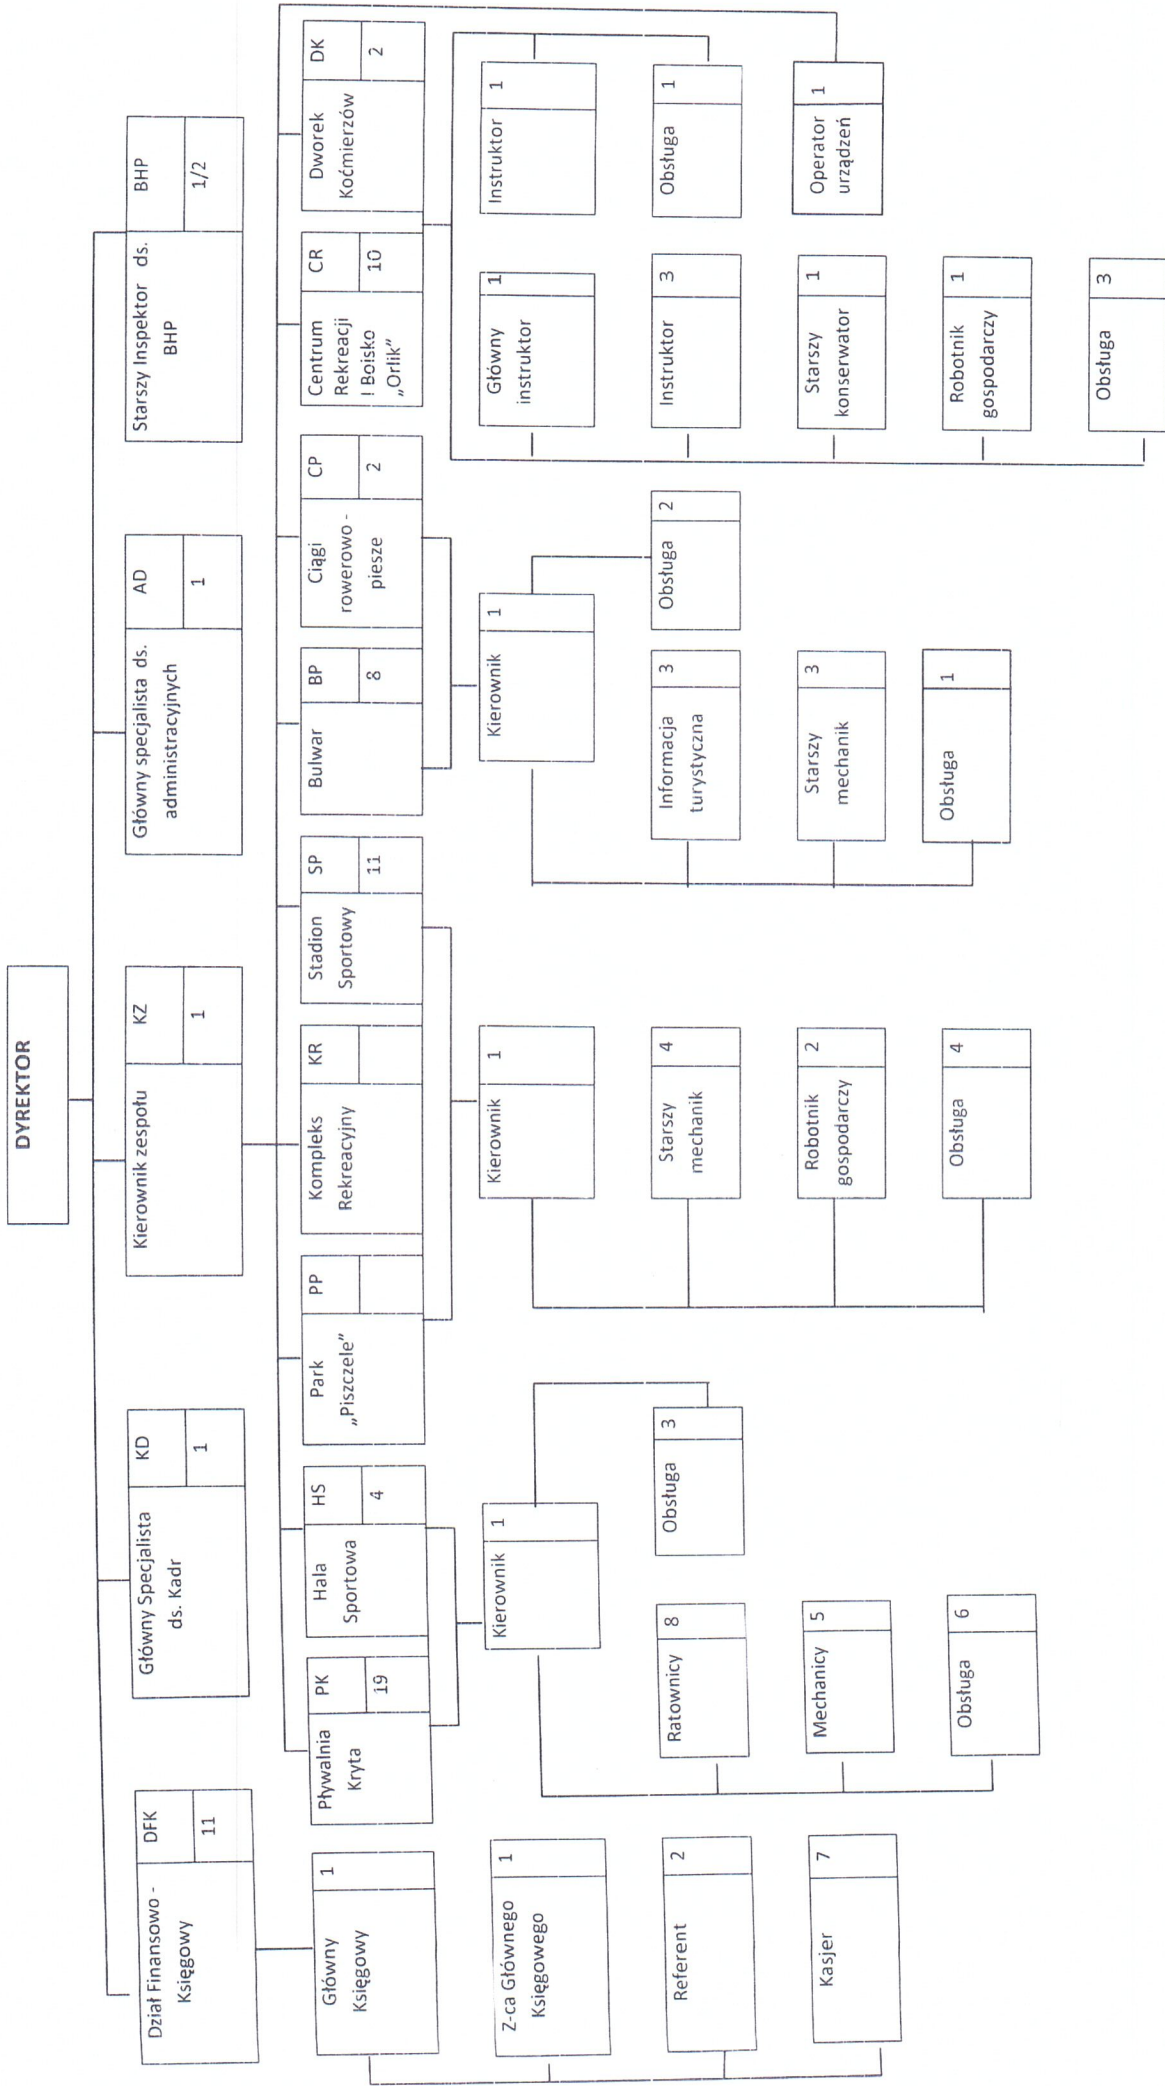 DYREKTOR
Dział Finansowo -
Księgowy
DFK
11
Główny Specjalista
ds. Kadr
KD
1
Kierownik zespołu
KZ
1
Główny specjalista ds.
administracyjnych
AD
1
Starszy Inspektor ds.
BHP
BHP
1/2
Pływalnia
Kryta
PK
19
Hala
Sportowa
HS
4
Park
„Piszczele”
PP
Kompleks
Rekreacyjny
KR
Stadion
Sportowy
SP
11
Bulwar
BP
8
Ciągi
rowerowo -
piesze
CP
2
Centrum
Rekreacji
! Boisko
„Orlik”
CR
10
Dworek
Koćmierzów
DK
2
Główny
Księgowy
1
Z-ca Głównego
Księgowego
1
Referent
2
Kasjer
7
Kierownik
1
Ratownicy
8
Mechanicy
5
Obsługa
6
Obsługa
3
Kierownik
1
Starszy
mechanik
4
Robotnik
gospodarczy
2
Obsługa
4
Kierownik
1
Informacja
turystyczna
3
Starszy
mechanik
3
Obsługa
1
Obsługa
2
Główny
instruktor
1
Instruktor
3
Starszy
konserwator
1
Robotnik
gospodarczy
1
Obsługa
3
Instruktor
1
Obsługa
1
Operator
urządzeń
1